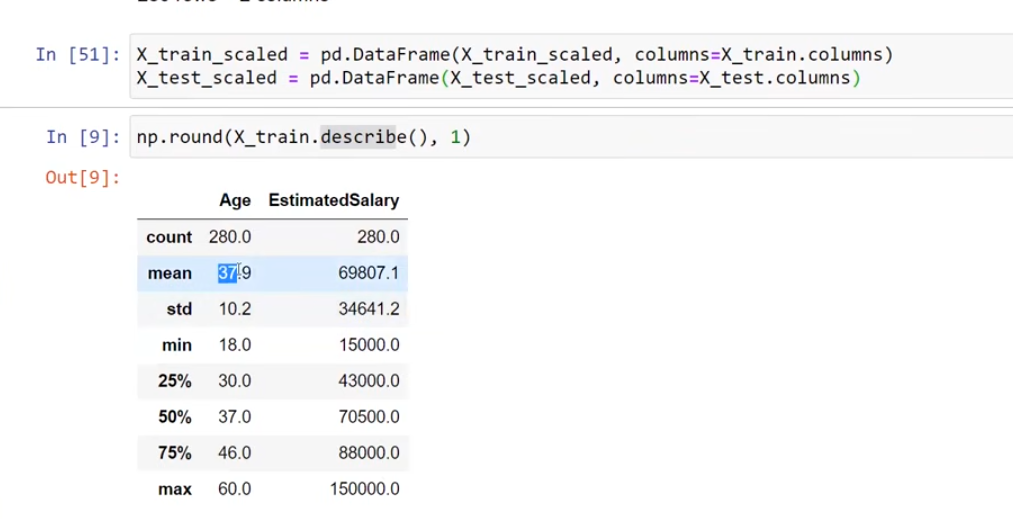 In [51]: X_train_scaled = pd.DataFrame(X_train_scaled, columns=X_train.columns)
X_test_scaled = pd.DataFrame(X_test_scaled, columns=X_test.columns)
In [9]: np.round(X_train.describe(), 1)
Out[9]:
Age EstimatedSalary
count 280.0 280.0
mean 37.9 69807.1
std 10.2 34641.2
min 18.0 15000.0
25% 30.0 43000.0
50% 37.0 70500.0
75% 46.0 88000.0
max 60.0 150000.0